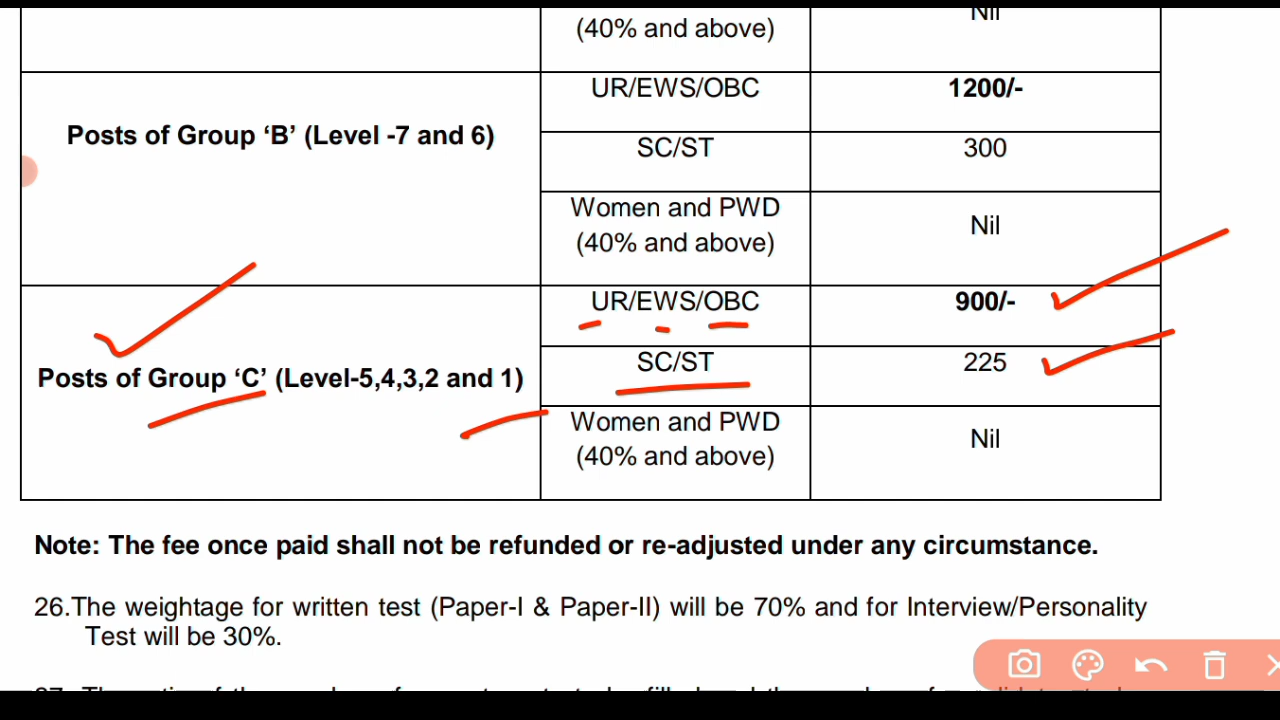 (40% and above)
Nil
Posts of Group ‘B’ (Level -7 and 6)
UR/EWS/OBC
1200/-
SC/ST
300
Women and PWD
(40% and above)
Nil
Posts of Group ‘C’ (Level-5,4,3,2 and 1)
UR/EWS/OBC
900/-
SC/ST
225
Women and PWD
(40% and above)
Nil
Note: The fee once paid shall not be refunded or re-adjusted under any circumstance.
26.The weightage for written test (Paper-I & Paper-II) will be 70% and for Interview/Personality
Test will be 30%.